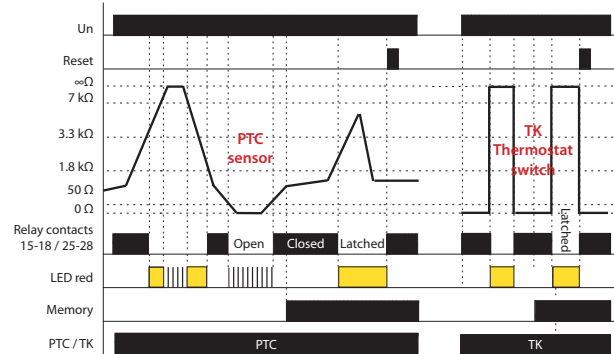 Un
Reset
∞Ω
7 kΩ
3.3 kΩ
1.8 kΩ
50 Ω
0 Ω
PTC
sensor
TK
Thermostat
switch
Relay contacts
15-18 / 25-28
Open
Closed
Latched
Latched
LED red
Memory
PTC / TK
PTC
TK